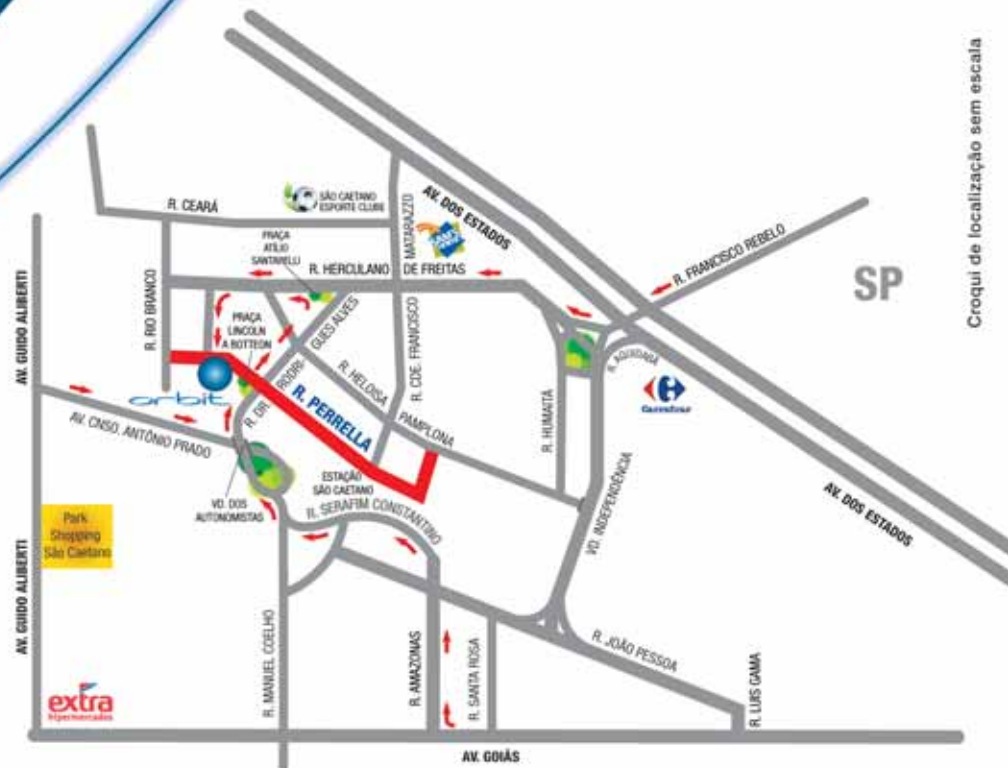 Croqui de localização sem escala
SP
AV. DOS ESTADOS
R. FRANCISCO REBELO
R. CEARÁ
SÃO CAETANO
ESPORTE CLUBE
MATARAZZO
PRAÇA
ATÍLIO
SANTARELLI
R. HERCULANO DE FREITAS
AV. GUIDO ALIBERTI
R. RIO BRANCO
PRAÇA
LINCOLN
A BOTTEON
R. DR RODRI-
GUES ALVES
R. HELOISA
PAMPLONA
R. CDE. FRANCISCO
R. HUMAITÁ
Carrefour
orbit
R. PERRELLA
AV. CNSO. ANTÔNIO PRADO
ESTAÇÃO
SÃO CAETANO
R. SERAFIM CONSTANTINO
VD. DOS
AUTONOMISTAS
VD. INDEPENDÊNCIA
AV. DOS ESTADOS
Park
Shopping
São Caetano
AV. GUIDO ALIBERTI
R. MANUEL COELHO
R. AMAZONAS
R. SANTA ROSA
R. JOÃO PESSOA
R. LUIS GAMA
extra
hipermercados
AV. GOIÁS